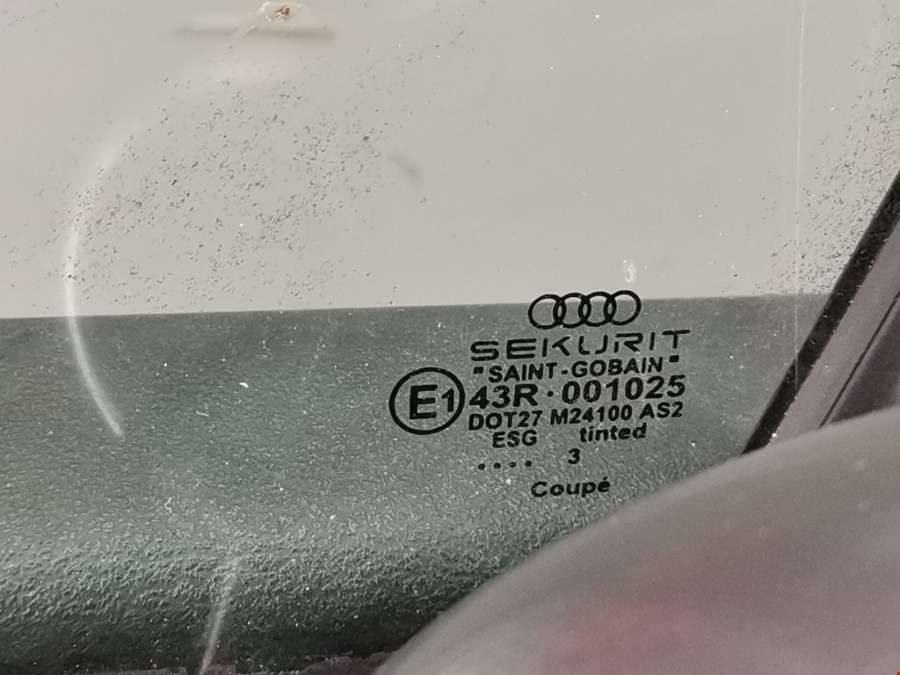 SEKURIT
"SAINT-GOBAIN"
E1 43R·001025
DOT27 M24100 AS2
ESG tinted
.... 3
Coupé